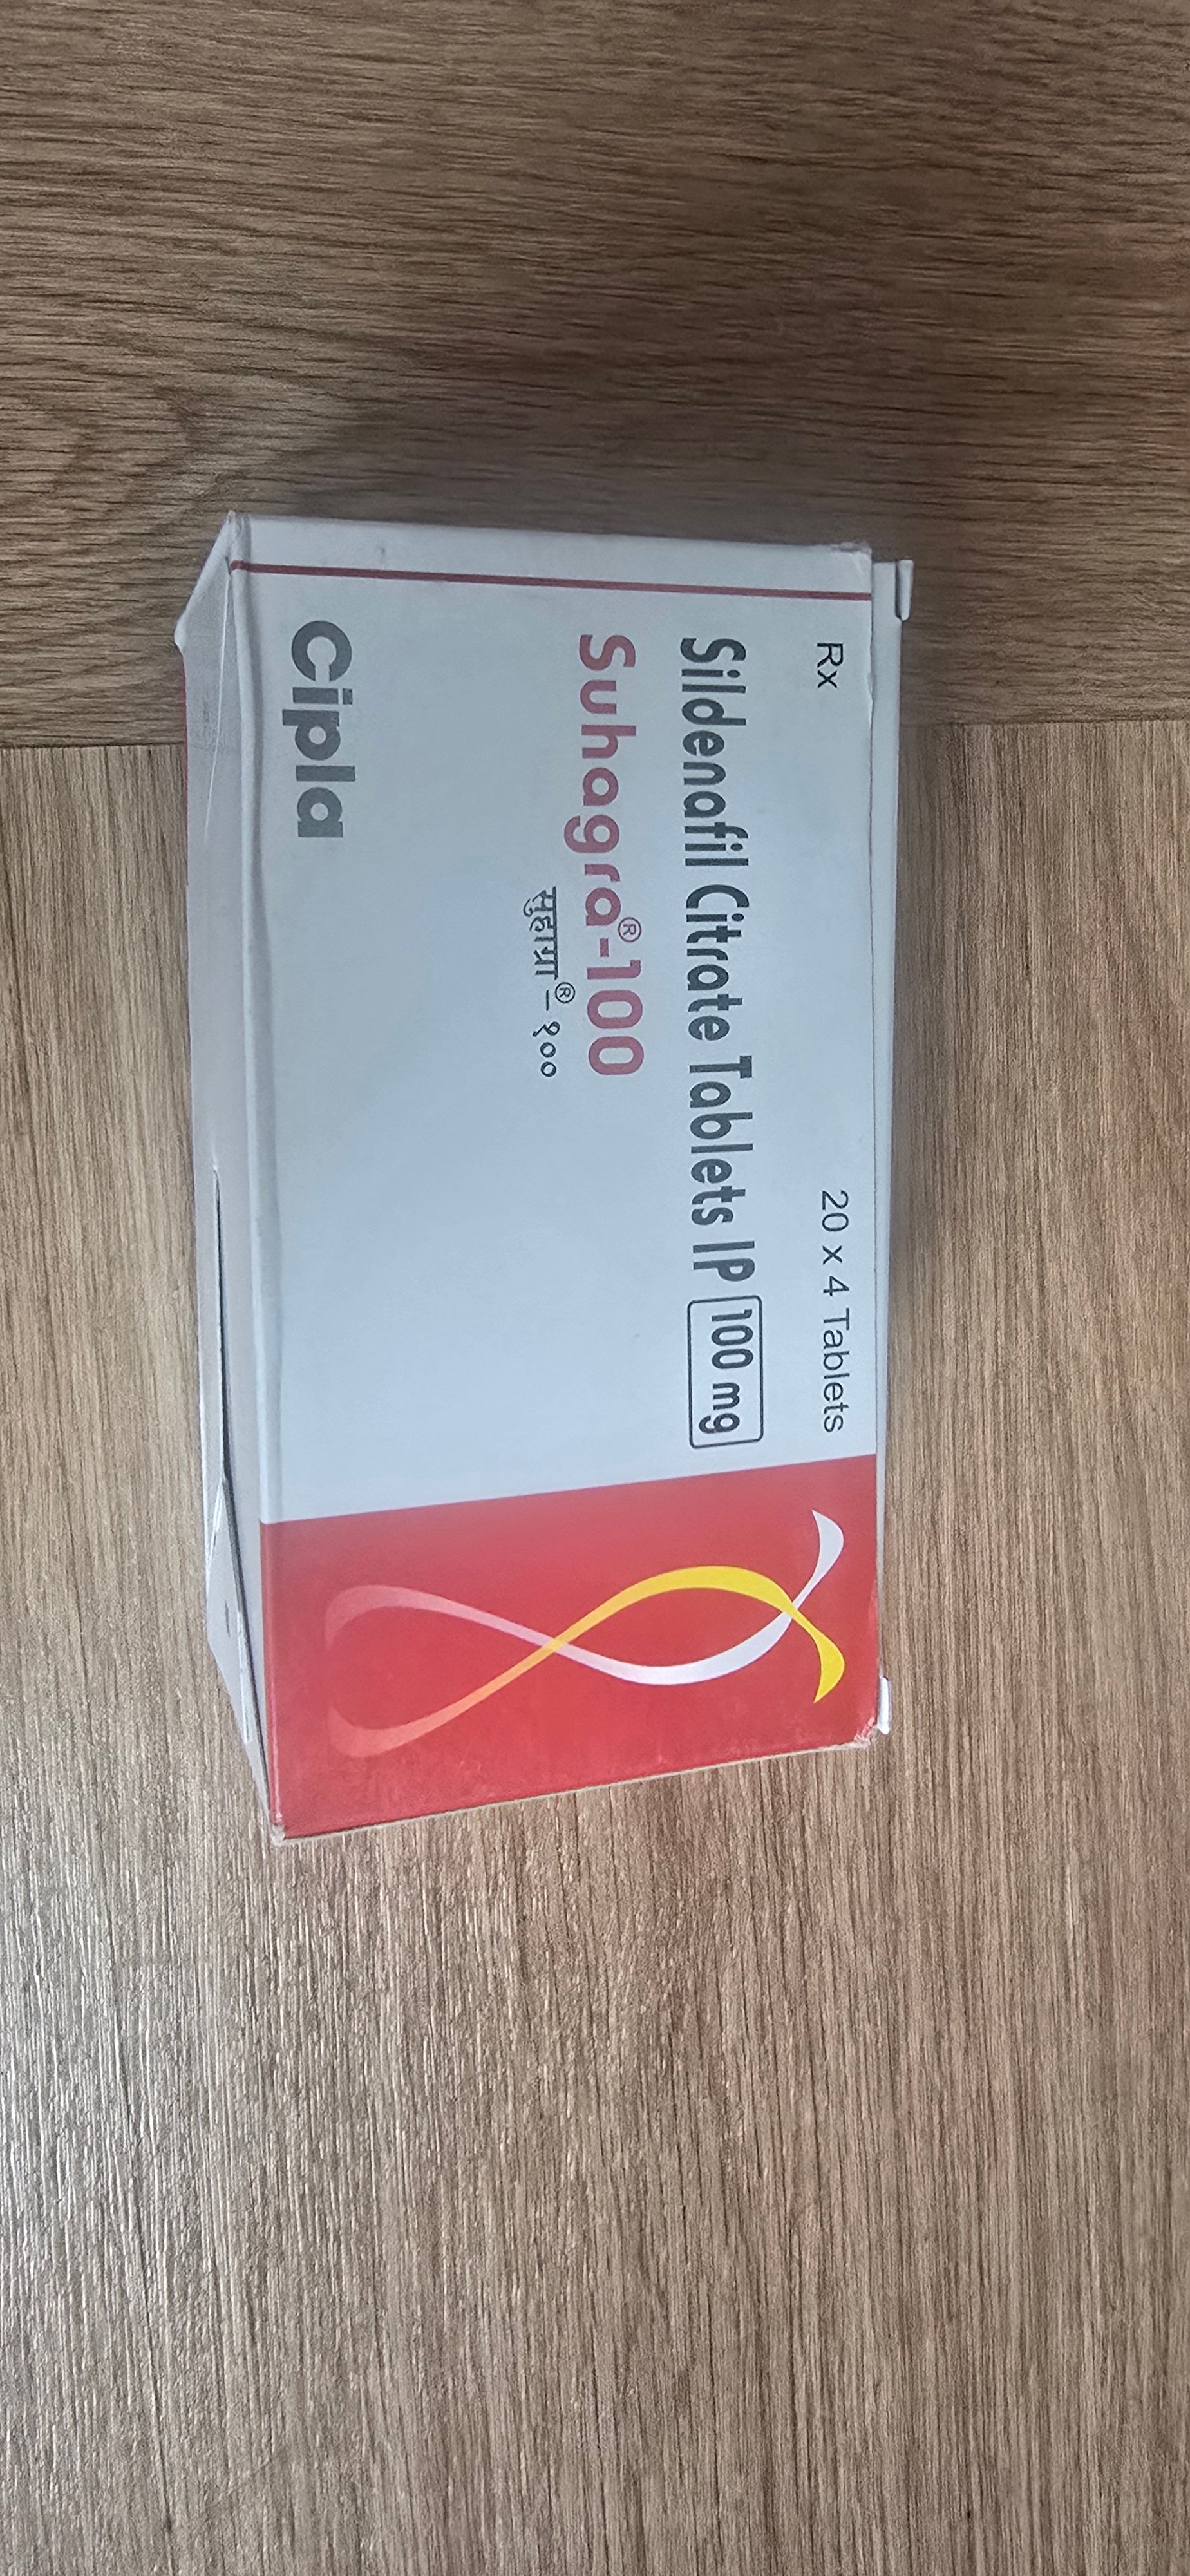 Rx 20 x 4 Tablets
Sildenafil Citrate Tablets IP 100 mg
Suhagra®-100
सुहाग्रा®-१००
Cipla